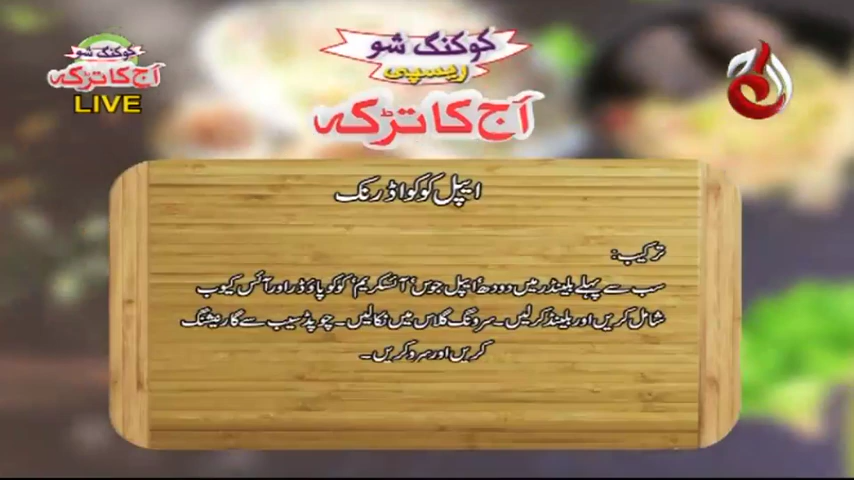 کوکنگ شو
آج کا تڑکہ
LIVE
کوکنگ شو
ریسپی
آج کا تڑکہ
ایپل کوکوا ڈرنک
ترکیب:
سب سے پہلے بلینڈر میں دودھ‘ ایپل جوس‘ آئسکریم‘ کوکو پاؤڈر اور آئس کیوب
شامل کریں اور بلینڈ کرلیں۔ سرونگ گلاس میں نکالیں۔ چوپڈ سیب سے گارنیشنگ
کریں اور سرو کریں۔